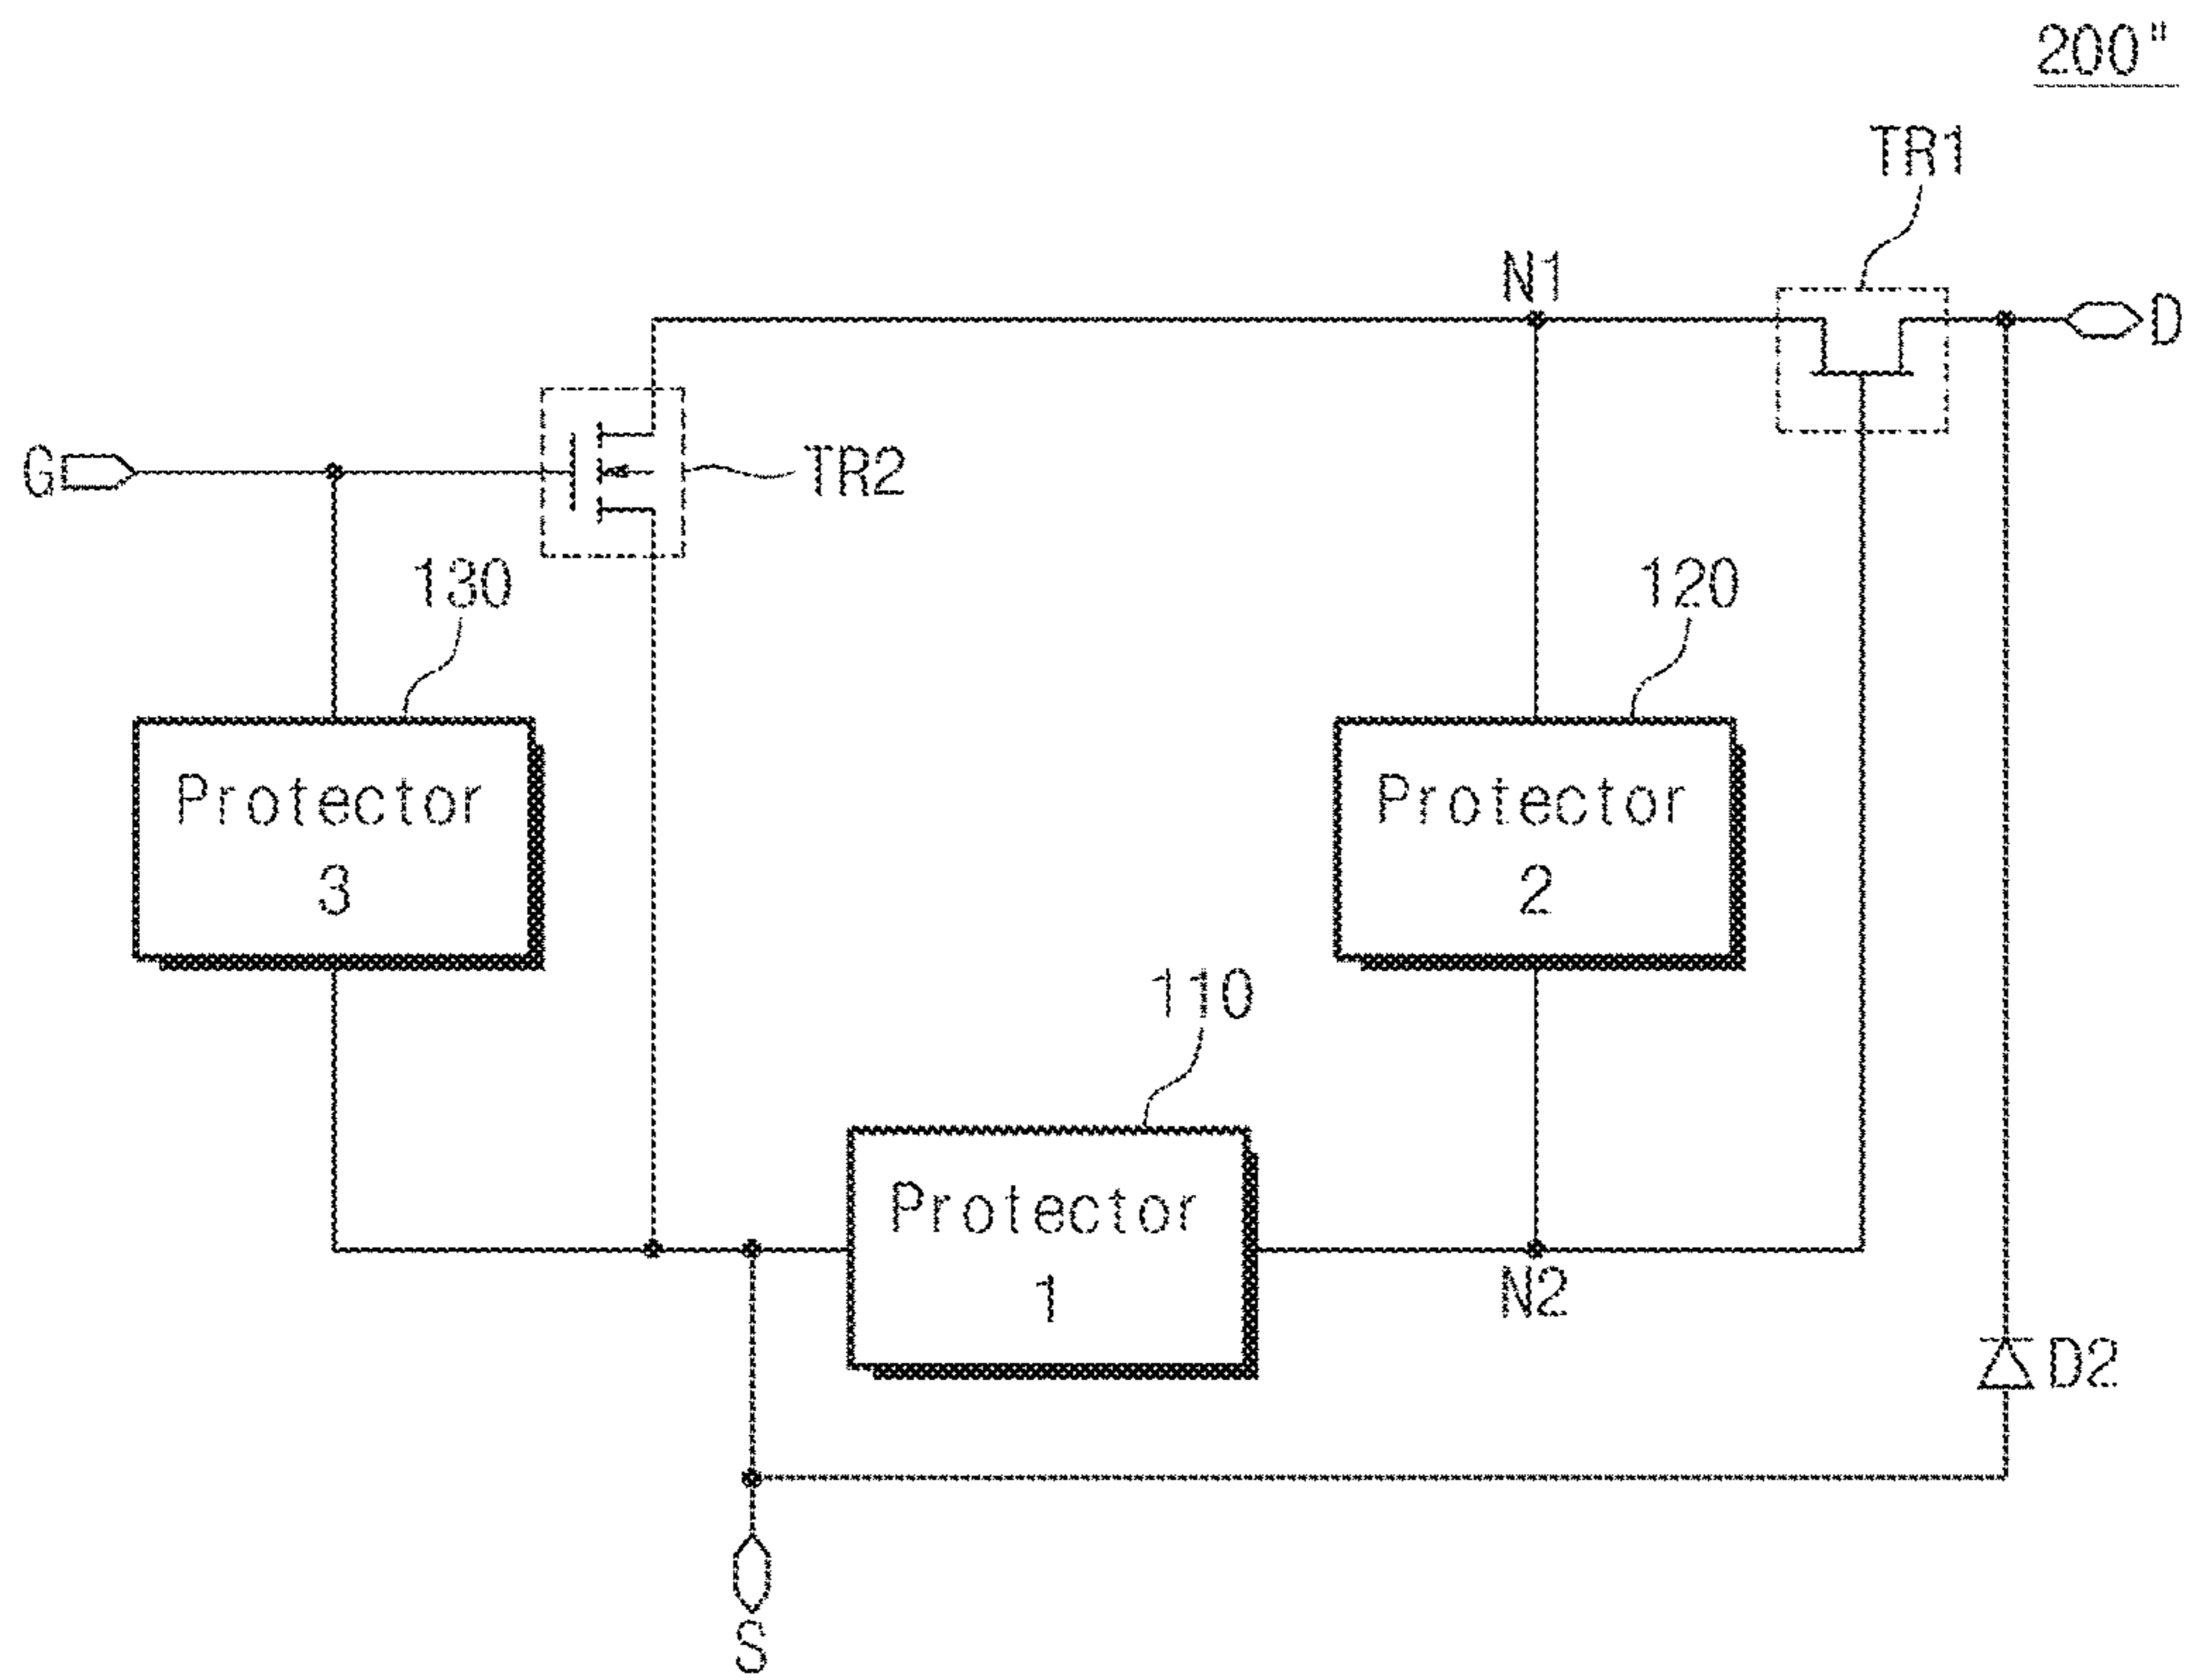 200"
TR1
N1
D
G
TR2
130
120
Protector
3
Protector
2
110
Protector
1
N2
D2
S